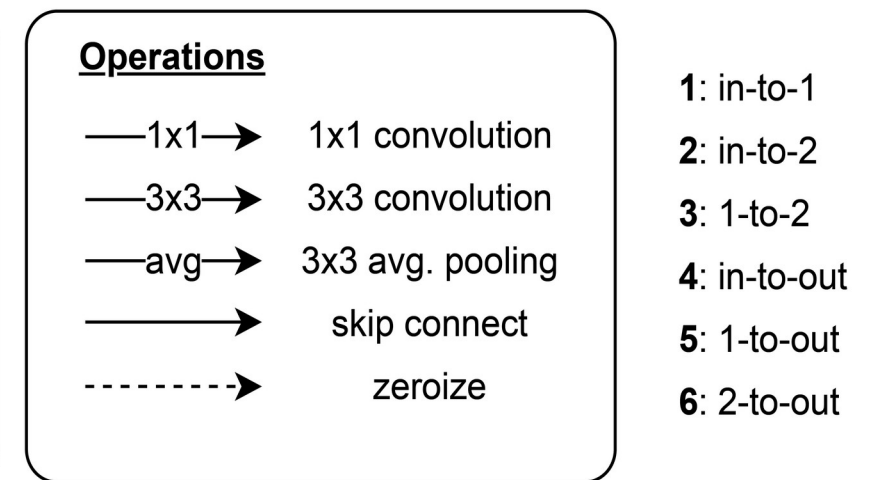 Operations
1x1 1x1 convolution
3x3 3x3 convolution
avg 3x3 avg. pooling
skip connect
zeroize
1: in-to-1
2: in-to-2
3: 1-to-2
4: in-to-out
5: 1-to-out
6: 2-to-out